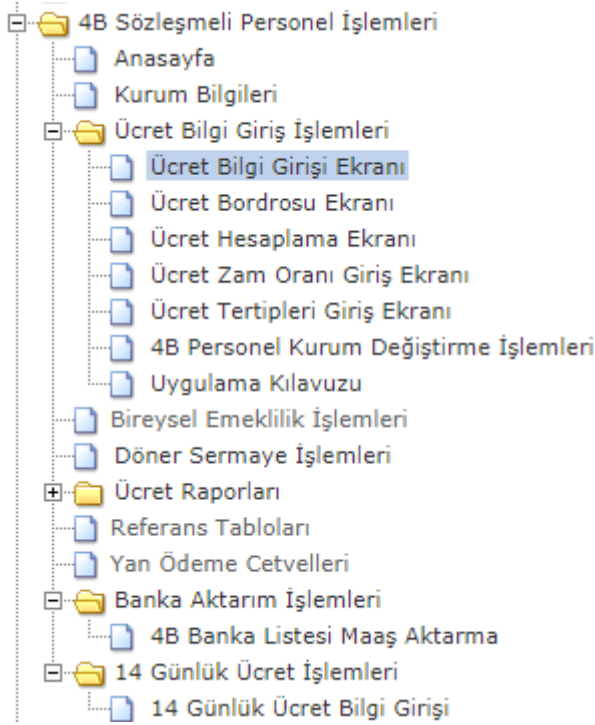 4B Sözleşmeli Personel İşlemleri
Anasayfa
Kurum Bilgileri
Ücret Bilgi Giriş İşlemleri
Ücret Bilgi Girişi Ekranı
Ücret Bordrosu Ekranı
Ücret Hesaplama Ekranı
Ücret Zam Oranı Giriş Ekranı
Ücret Tertipleri Giriş Ekranı
4B Personel Kurum Değiştirme İşlemleri
Uygulama Kılavuzu
Bireysel Emeklilik İşlemleri
Döner Sermaye İşlemleri
Ücret Raporları
Referans Tabloları
Yan Ödeme Cetvelleri
Banka Aktarım İşlemleri
4B Banka Listesi Maaş Aktarma
14 Günlük Ücret İşlemleri
14 Günlük Ücret Bilgi Girişi